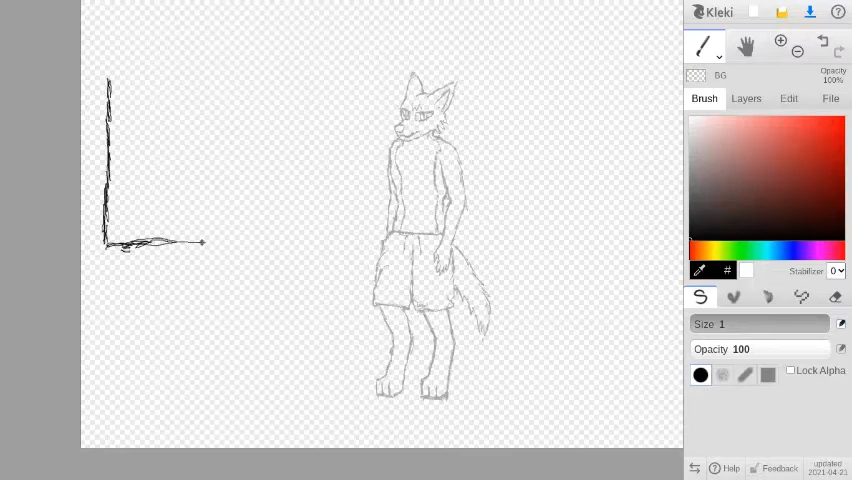 Kleki
BG
Opacity
100%
Brush
Layers
Edit
File
#
Stabilizer
0
Size 1
Opacity 100
Lock Alpha
Help
Feedback
updated
2021-04-21